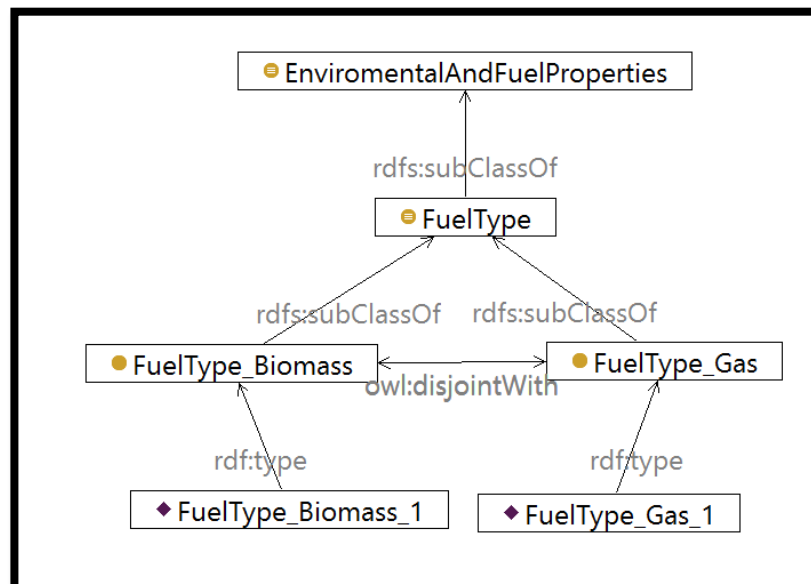 EnviromentalAndFuelProperties
rdfs:subClassOf
FuelType
rdfs:subClassOf rdfs:subClassOf
FuelType_Biomass FuelType_Gas
owl:disjointWith
rdf:type rdf:type
FuelType_Biomass_1 FuelType_Gas_1